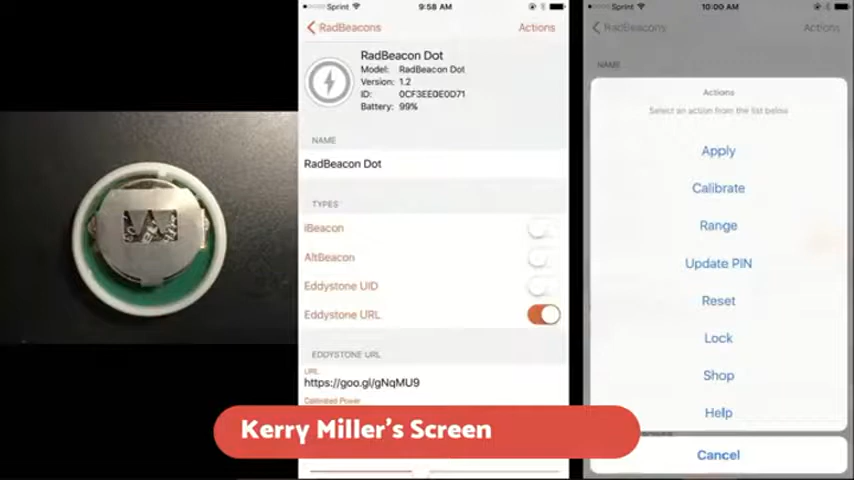 Sprint
9:58 AM
RadBeacons
Actions
RadBeacon Dot
Model: RadBeacon Dot
Version: 1.2
ID: 0CF3EE0E0D71
Battery: 99%
NAME
RadBeacon Dot
TYPES
iBeacon
AltBeacon
Eddystone UID
Eddystone URL
EDDYSTONE URL
URL
https://goo.gl/gNqMU9
Calibrated Power
Sprint
10:00 AM
RadBeacons
Actions
NAME
Actions
Select an action from the list below
Apply
Calibrate
Range
Update PIN
Reset
Lock
Shop
Help
Cancel
Kerry Miller's Screen